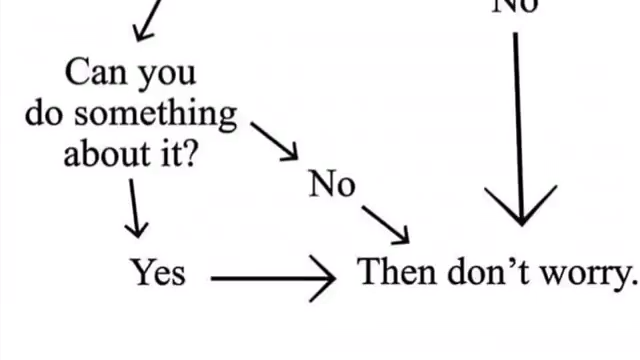 No
Can you
do something
about it?
No
Yes
Then don’t worry.